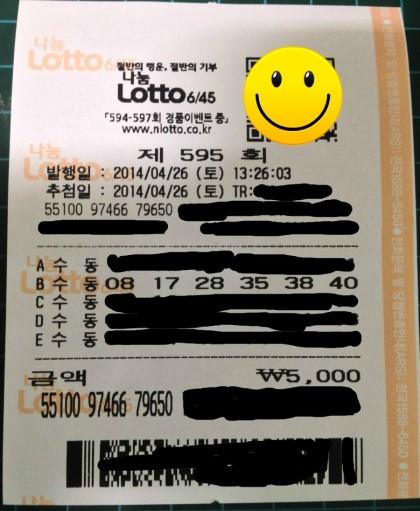 절반의 행운, 절반의 기부
나눔
Lotto 6/45
「594-597회 경품이벤트 중」
www.nlotto.co.kr
제 595 회
발행일 : 2014/04/26 (토) 13:26:03
추첨일 : 2014/04/26 (토) TR:
55100 97466 79650
A 수 동
B 수 동 08 17 28 35 38 40
C 수 동
D 수 동
E 수 동
금액 ₩5,000
55100 97466 79650